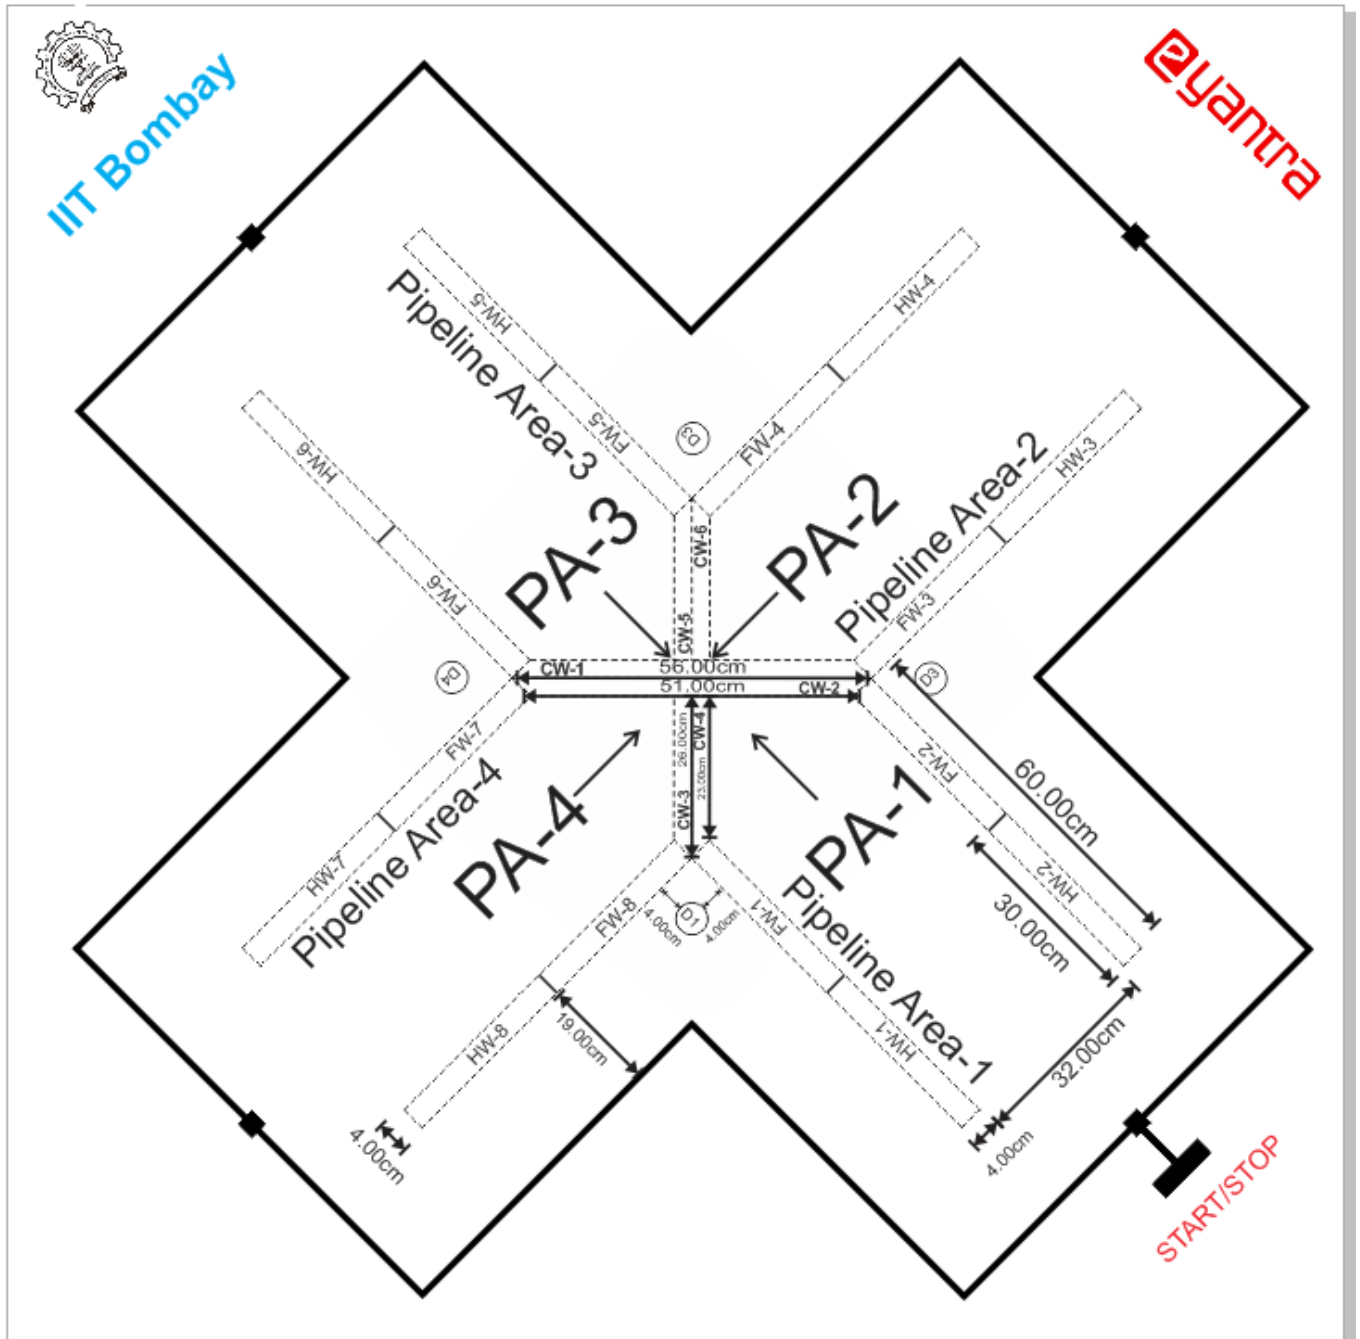 IIT Bombay
eyantra
HW-5
HW-4
Pipeline Area-3
FW-5
D3
FW-4
HW-6
HW-3
Pipeline Area-2
PA-3
PA-2
CW-6
FW-6
FW-3
CW-5
CW-1
56.00cm
D4
D3
51.00cm
CW-2
FW-7
26.00cm
CW-4
23.00cm
FW-2
60.00cm
Pipeline Area-4
CW-3
PA-4
PA-1
HW-7
HW-2
FW-8
4.00cm
D1
4.00cm
FW-1
Pipeline Area-1
30.00cm
HW-8
19.00cm
HW-1
32.00cm
4.00cm
4.00cm
START/STOP